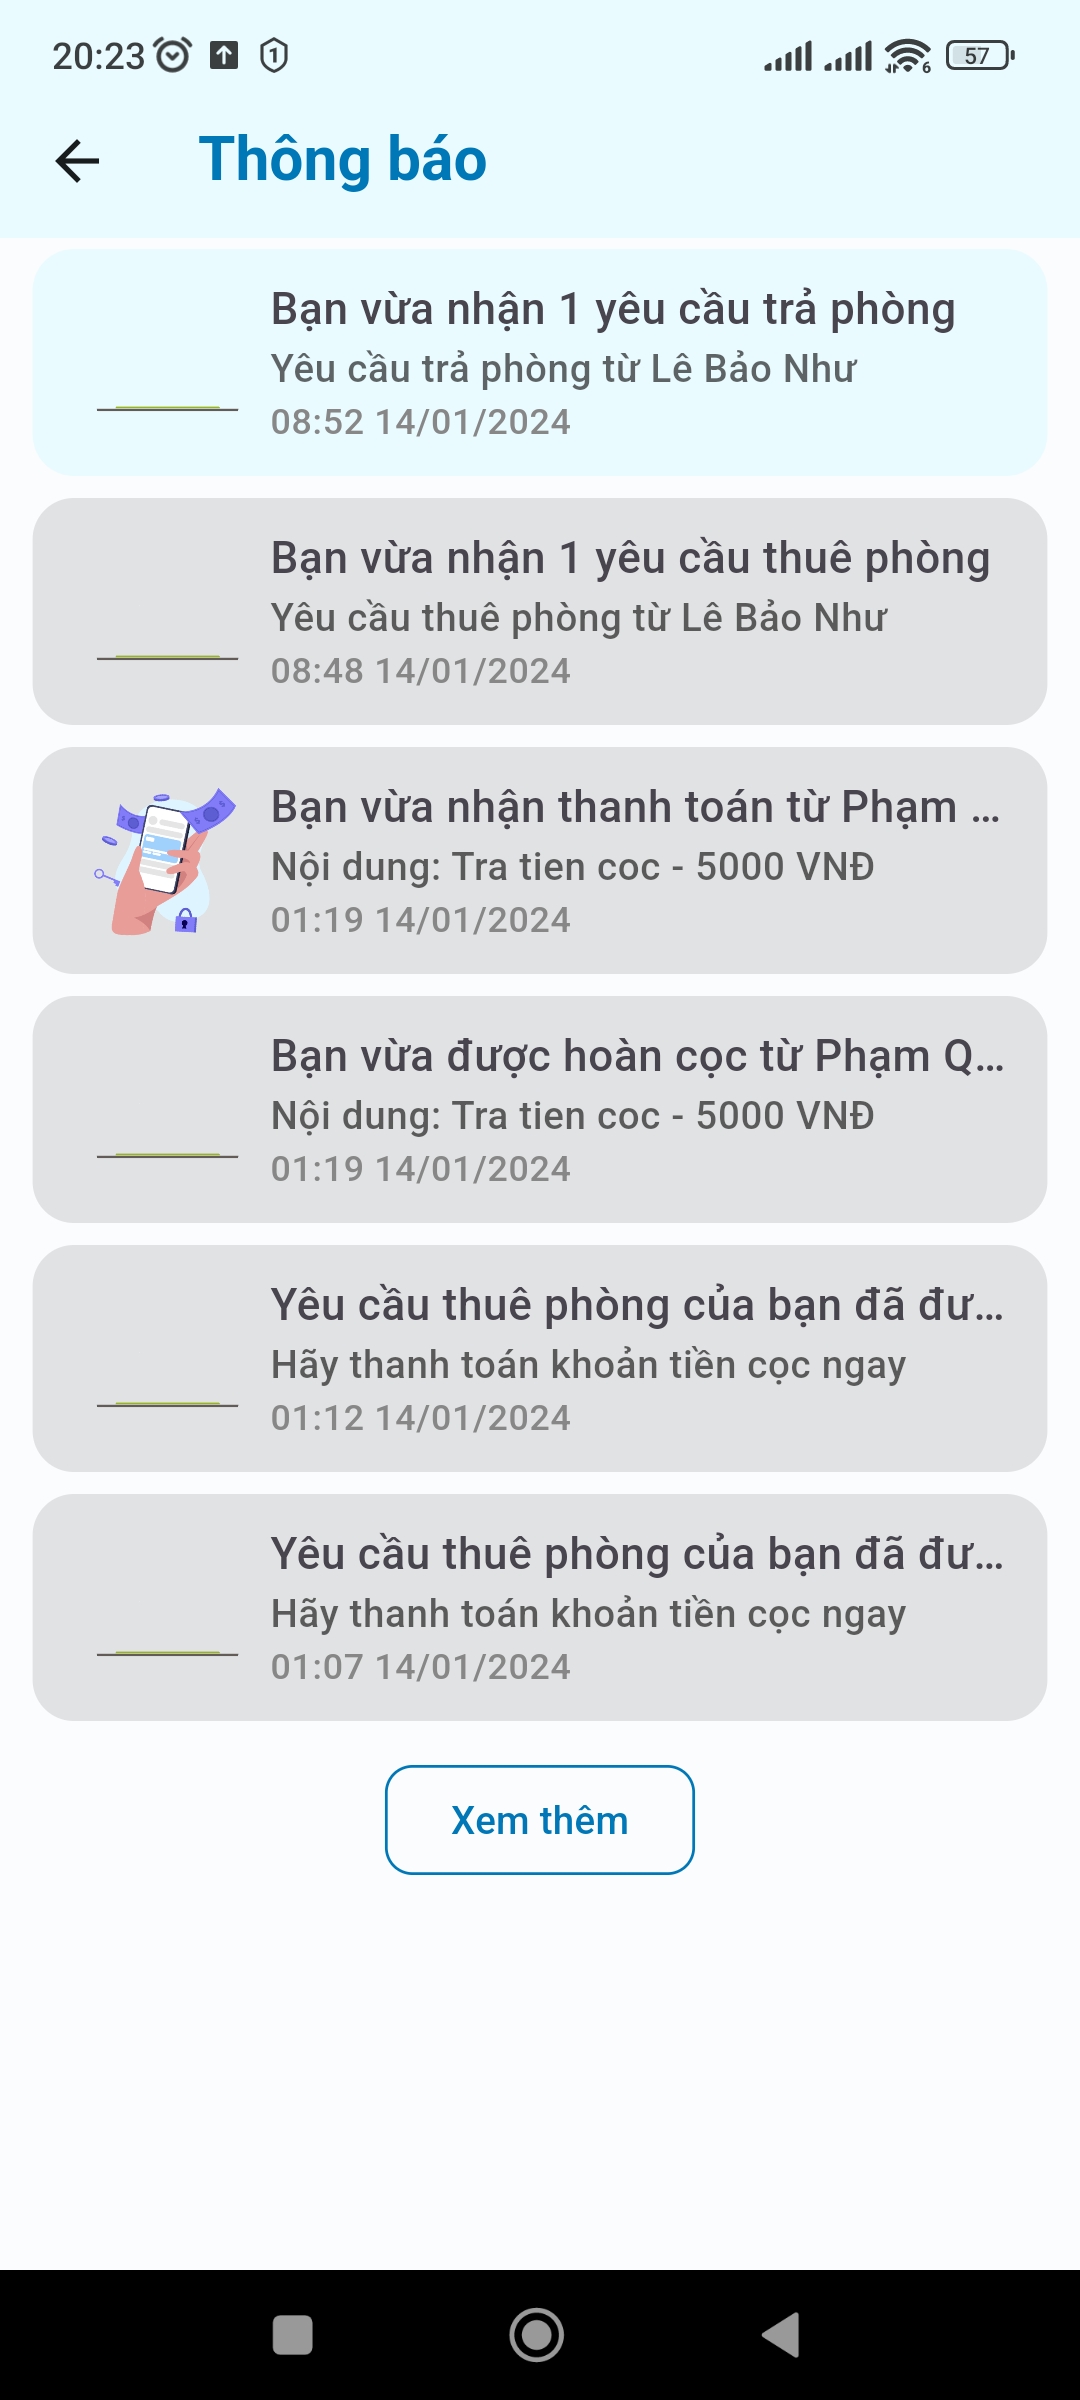 20:23
57
Thông báo
Bạn vừa nhận 1 yêu cầu trả phòng
Yêu cầu trả phòng từ Lê Bảo Như
08:52 14/01/2024
Bạn vừa nhận 1 yêu cầu thuê phòng
Yêu cầu thuê phòng từ Lê Bảo Như
08:48 14/01/2024
Bạn vừa nhận thanh toán từ Phạm ...
Nội dung: Tra tien coc - 5000 VNĐ
01:19 14/01/2024
Bạn vừa được hoàn cọc từ Phạm Q...
Nội dung: Tra tien coc - 5000 VNĐ
01:19 14/01/2024
Yêu cầu thuê phòng của bạn đã đư...
Hãy thanh toán khoản tiền cọc ngay
01:12 14/01/2024
Yêu cầu thuê phòng của bạn đã đư...
Hãy thanh toán khoản tiền cọc ngay
01:07 14/01/2024
Xem thêm